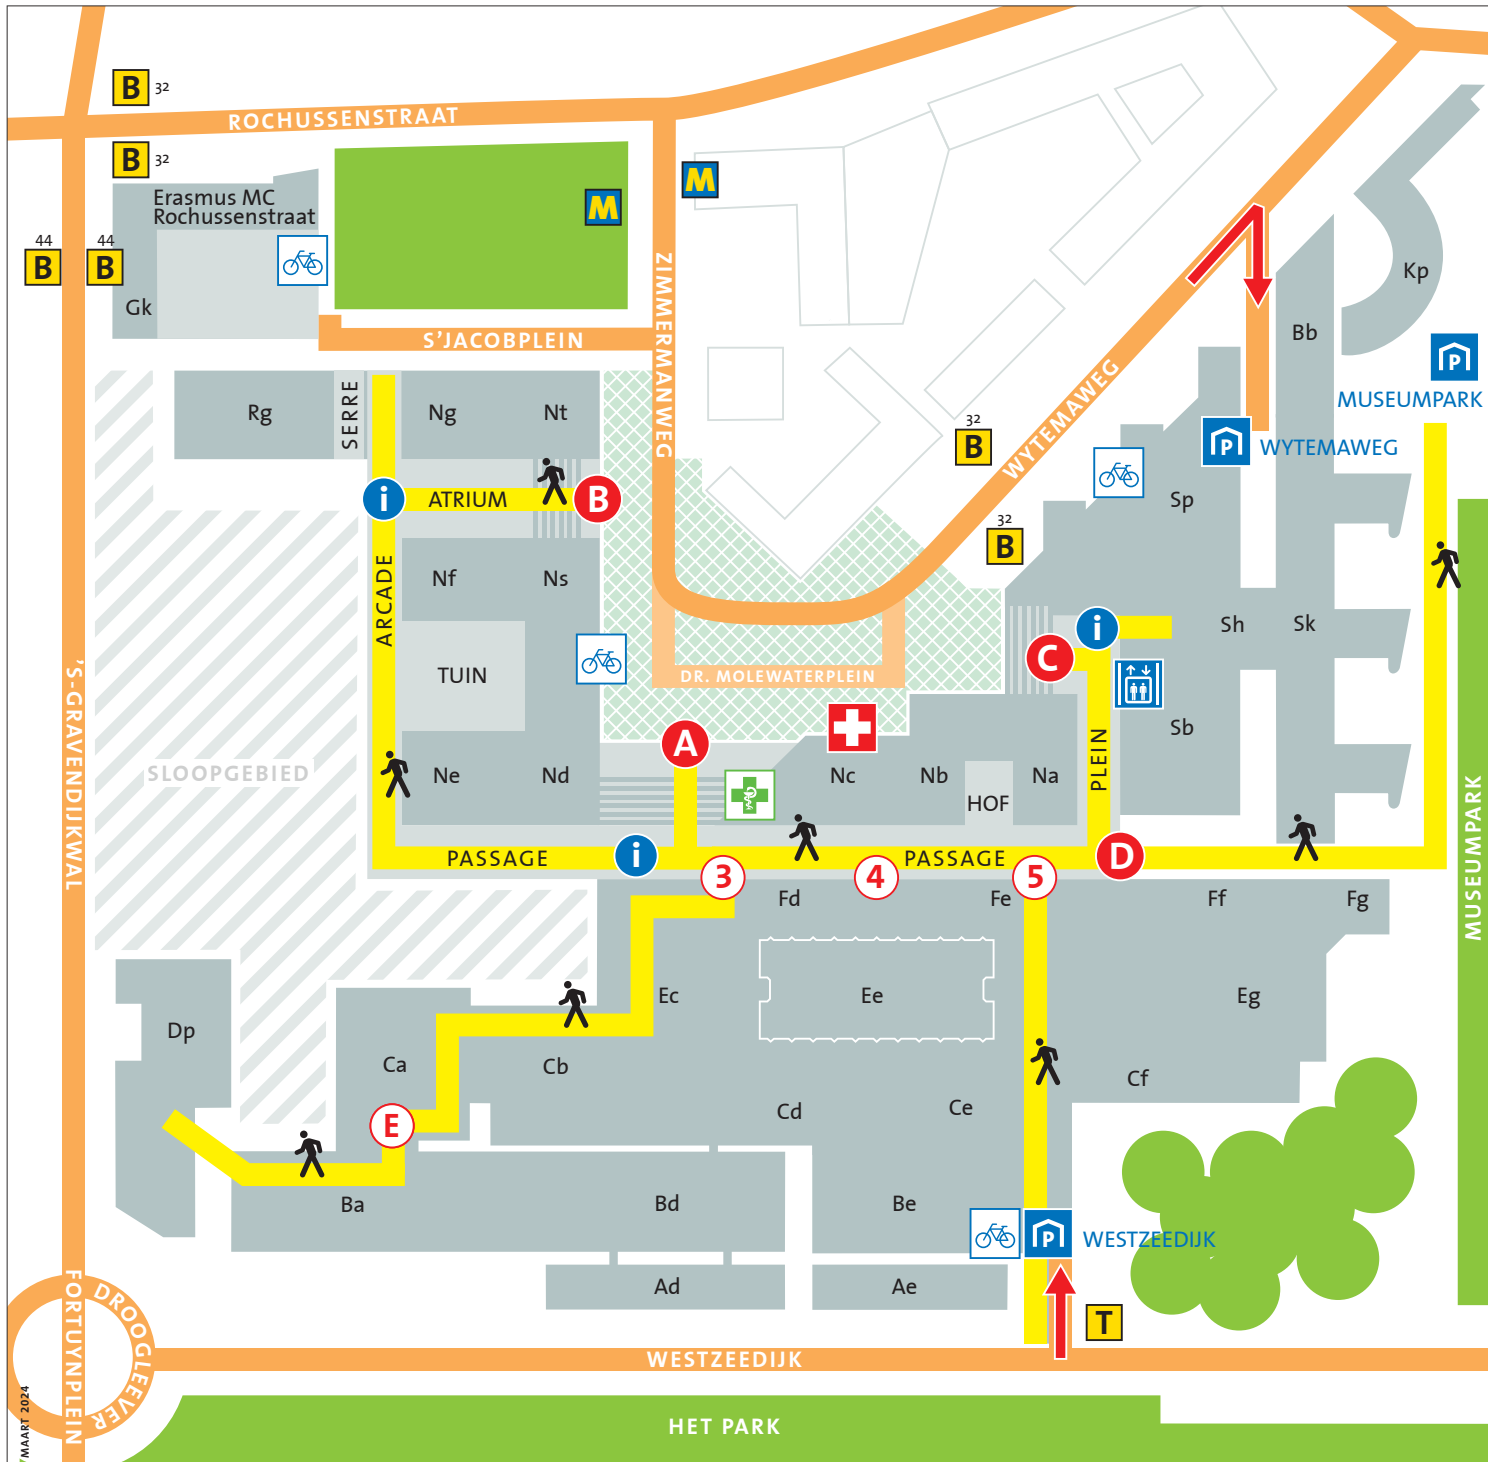 B 32
ROCHUSSENSTRAAT
B 32
Erasmus MC
Rochussenstraat
M
M
44
B
44
B
Gk
ZIMMERMANWEG
S'JACOBPLEIN
Kp
Bb
P
MUSEUMPARK
WYTEMAWEG
P
WYTEMAWEG
32
B
32
B
Rg
SERRE
Ng
Nt
i
ATRIUM
B
ARCADE
Nf
Ns
TUIN
Ne
Nd
Sp
Sh
Sk
i
C
Sb
PLEIN
DR. MOLEWATERPLEIN
A
Nc
Nb
Na
HOF
SLOOPGEBIED
'S-GRAVENDIJKWAL
MUSEUMPARK
PASSAGE
i
PASSAGE
D
3
4
5
Fd
Fe
Ff
Fg
Ec
Ee
Eg
Dp
Ca
Cb
Cd
Ce
Cf
E
Ba
Bd
Be
P
WESTZEEDIJK
Ad
Ae
T
DROOGLEEVER
FORTUYNPLEIN
WESTZEEDIJK
HET PARK
MAART 2024